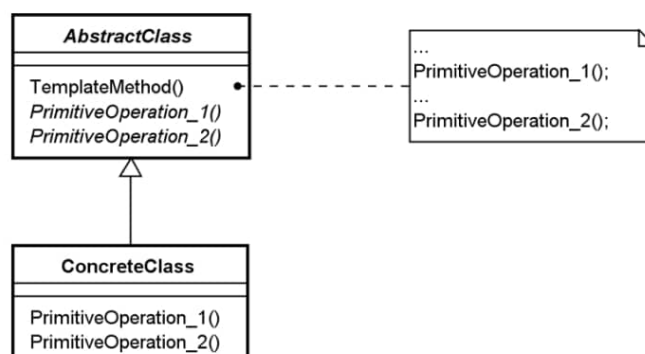 AbstractClass
TemplateMethod()
PrimitiveOperation_1()
PrimitiveOperation_2()
...
PrimitiveOperation_1();
...
PrimitiveOperation_2();
ConcreteClass
PrimitiveOperation_1()
PrimitiveOperation_2()